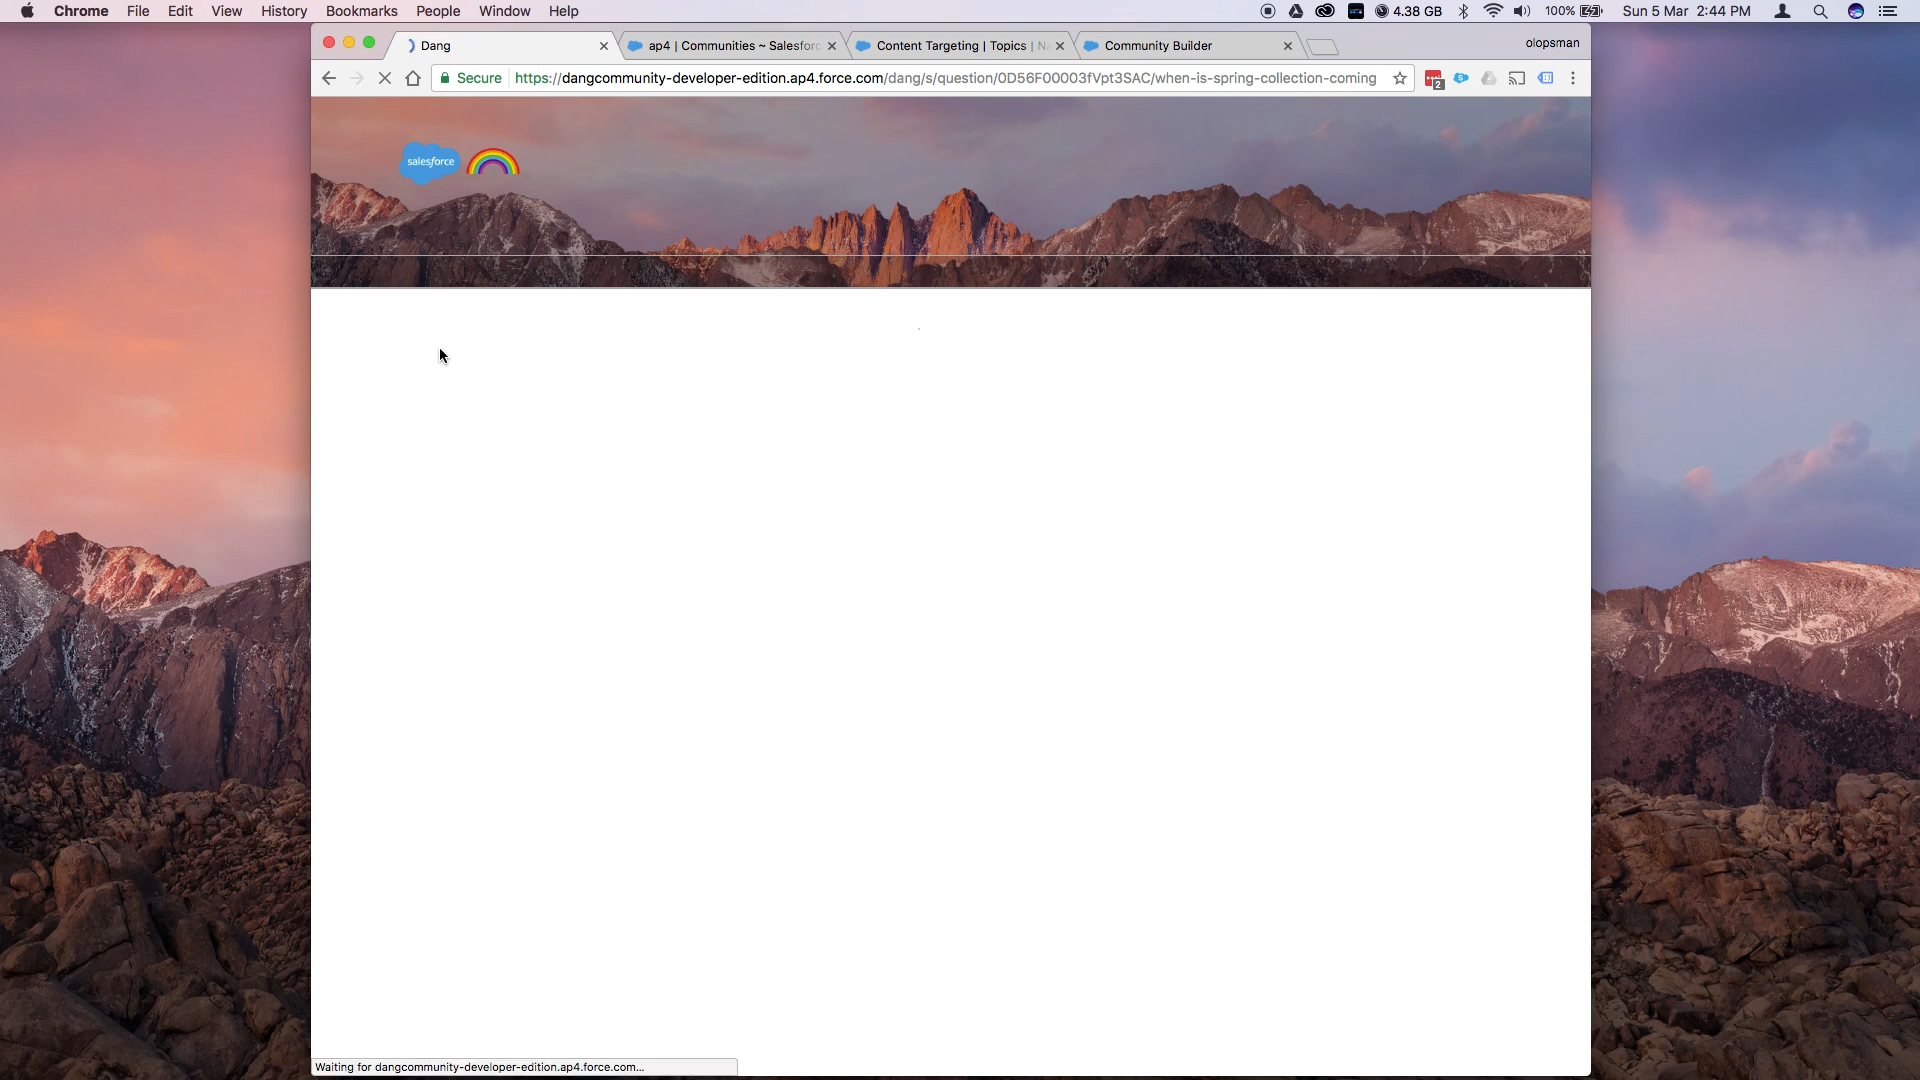 Chrome File Edit View History Bookmarks People Window Help
4.38 GB 100% Sun 5 Mar 2:44 PM
Dang
ap4 | Communities ~ Salesforc
Content Targeting | Topics | Na
Community Builder
olopsman
Secure https://dangcommunity-developer-edition.ap4.force.com/dang/s/question/0D56F00003fVpt3SAC/when-is-spring-collection-coming
2
salesforce
Waiting for dangcommunity-developer-edition.ap4.force.com...